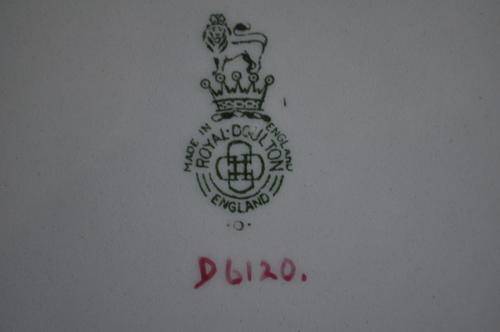 MADE IN ENGLAND
ROYAL·DOULTON
ENGLAND
D6120.